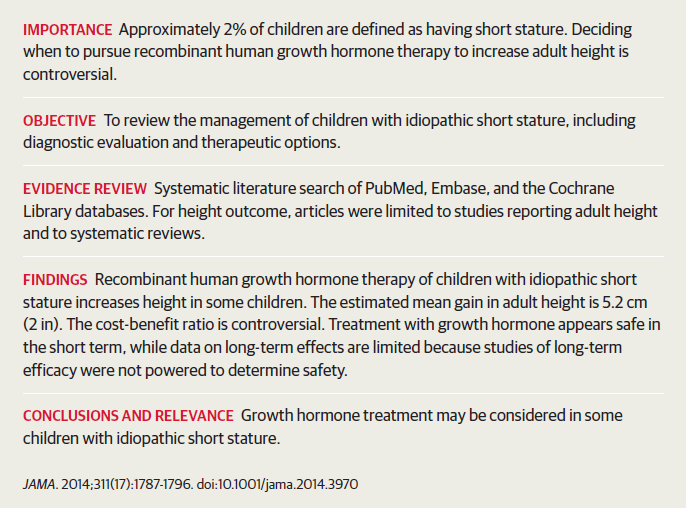 IMPORTANCE Approximately 2% of children are defined as having short stature. Deciding
when to pursue recombinant human growth hormone therapy to increase adult height is
controversial.
OBJECTIVE To review the management of children with idiopathic short stature, including
diagnostic evaluation and therapeutic options.
EVIDENCE REVIEW Systematic literature search of PubMed, Embase, and the Cochrane
Library databases. For height outcome, articles were limited to studies reporting adult height
and to systematic reviews.
FINDINGS Recombinant human growth hormone therapy of children with idiopathic short
stature increases height in some children. The estimated mean gain in adult height is 5.2 cm
(2 in). The cost-benefit ratio is controversial. Treatment with growth hormone appears safe in
the short term, while data on long-term effects are limited because studies of long-term
efficacy were not powered to determine safety.
CONCLUSIONS AND RELEVANCE Growth hormone treatment may be considered in some
children with idiopathic short stature.
JAMA. 2014;311(17):1787-1796. doi:10.1001/jama.2014.3970